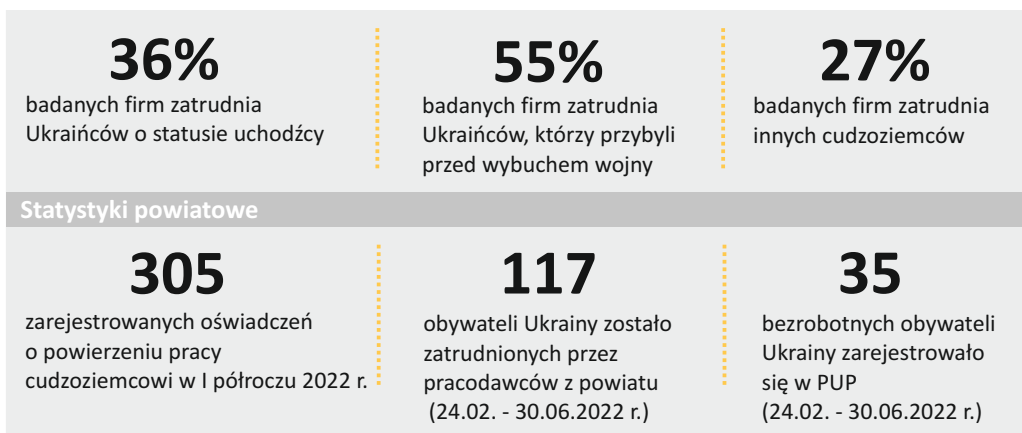 36%
badanych firm zatrudnia
Ukraińców o statusie uchodźcy
55%
badanych firm zatrudnia
Ukraińców, którzy przybyli
przed wybuchem wojny
27%
badanych firm zatrudnia
innych cudzoziemców
Statystyki powiatowe
305
zarejestrowanych oświadczeń
o powierzeniu pracy
cudzoziemcowi w I półroczu 2022 r.
117
obywateli Ukrainy zostało
zatrudnionych przez
pracodawców z powiatu
(24.02. - 30.06.2022 r.)
35
bezrobotnych obywateli
Ukrainy zarejestrowało
się w PUP
(24.02. - 30.06.2022 r.)